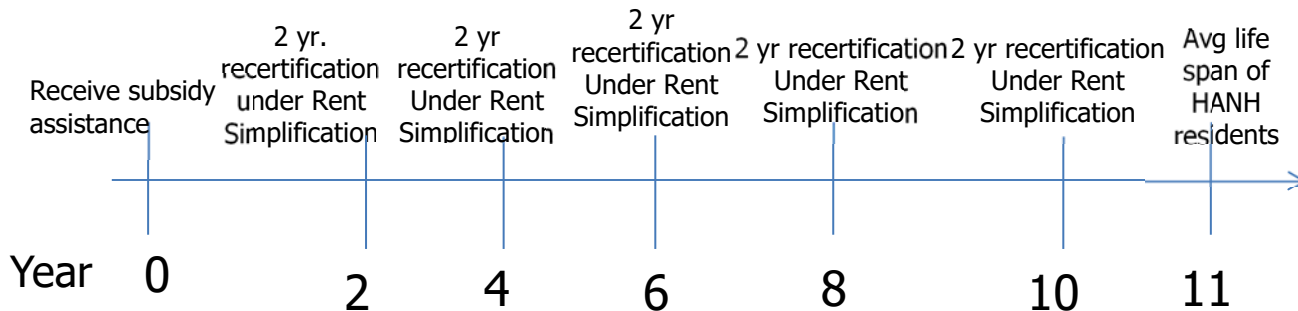 Receive subsidy
assistance
2 yr.
recertification
under Rent
Simplification
2 yr
recertification
Under Rent
Simplification
2 yr
recertification
Under Rent
Simplification
2 yr recertification
Under Rent
Simplification
2 yr recertification
Under Rent
Simplification
Avg life
span of
HANH
residents
Year 0 2 4 6 8 10 11